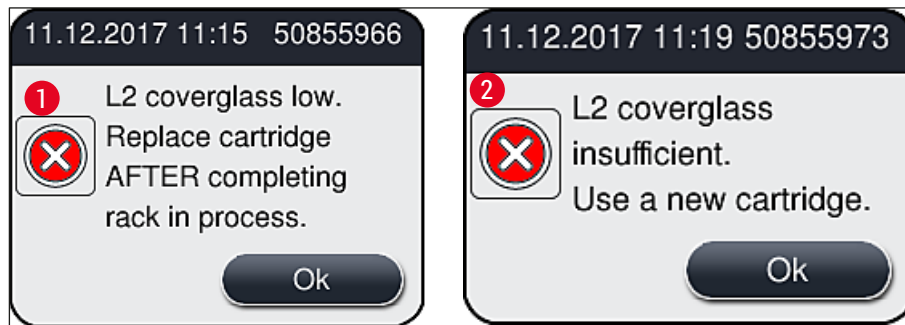 11.12.2017 11:15 50855966
1
L2 coverglass low.
Replace cartridge
AFTER completing
rack in process.
Ok
11.12.2017 11:19 50855973
2
L2 coverglass
insufficient.
Use a new cartridge.
Ok